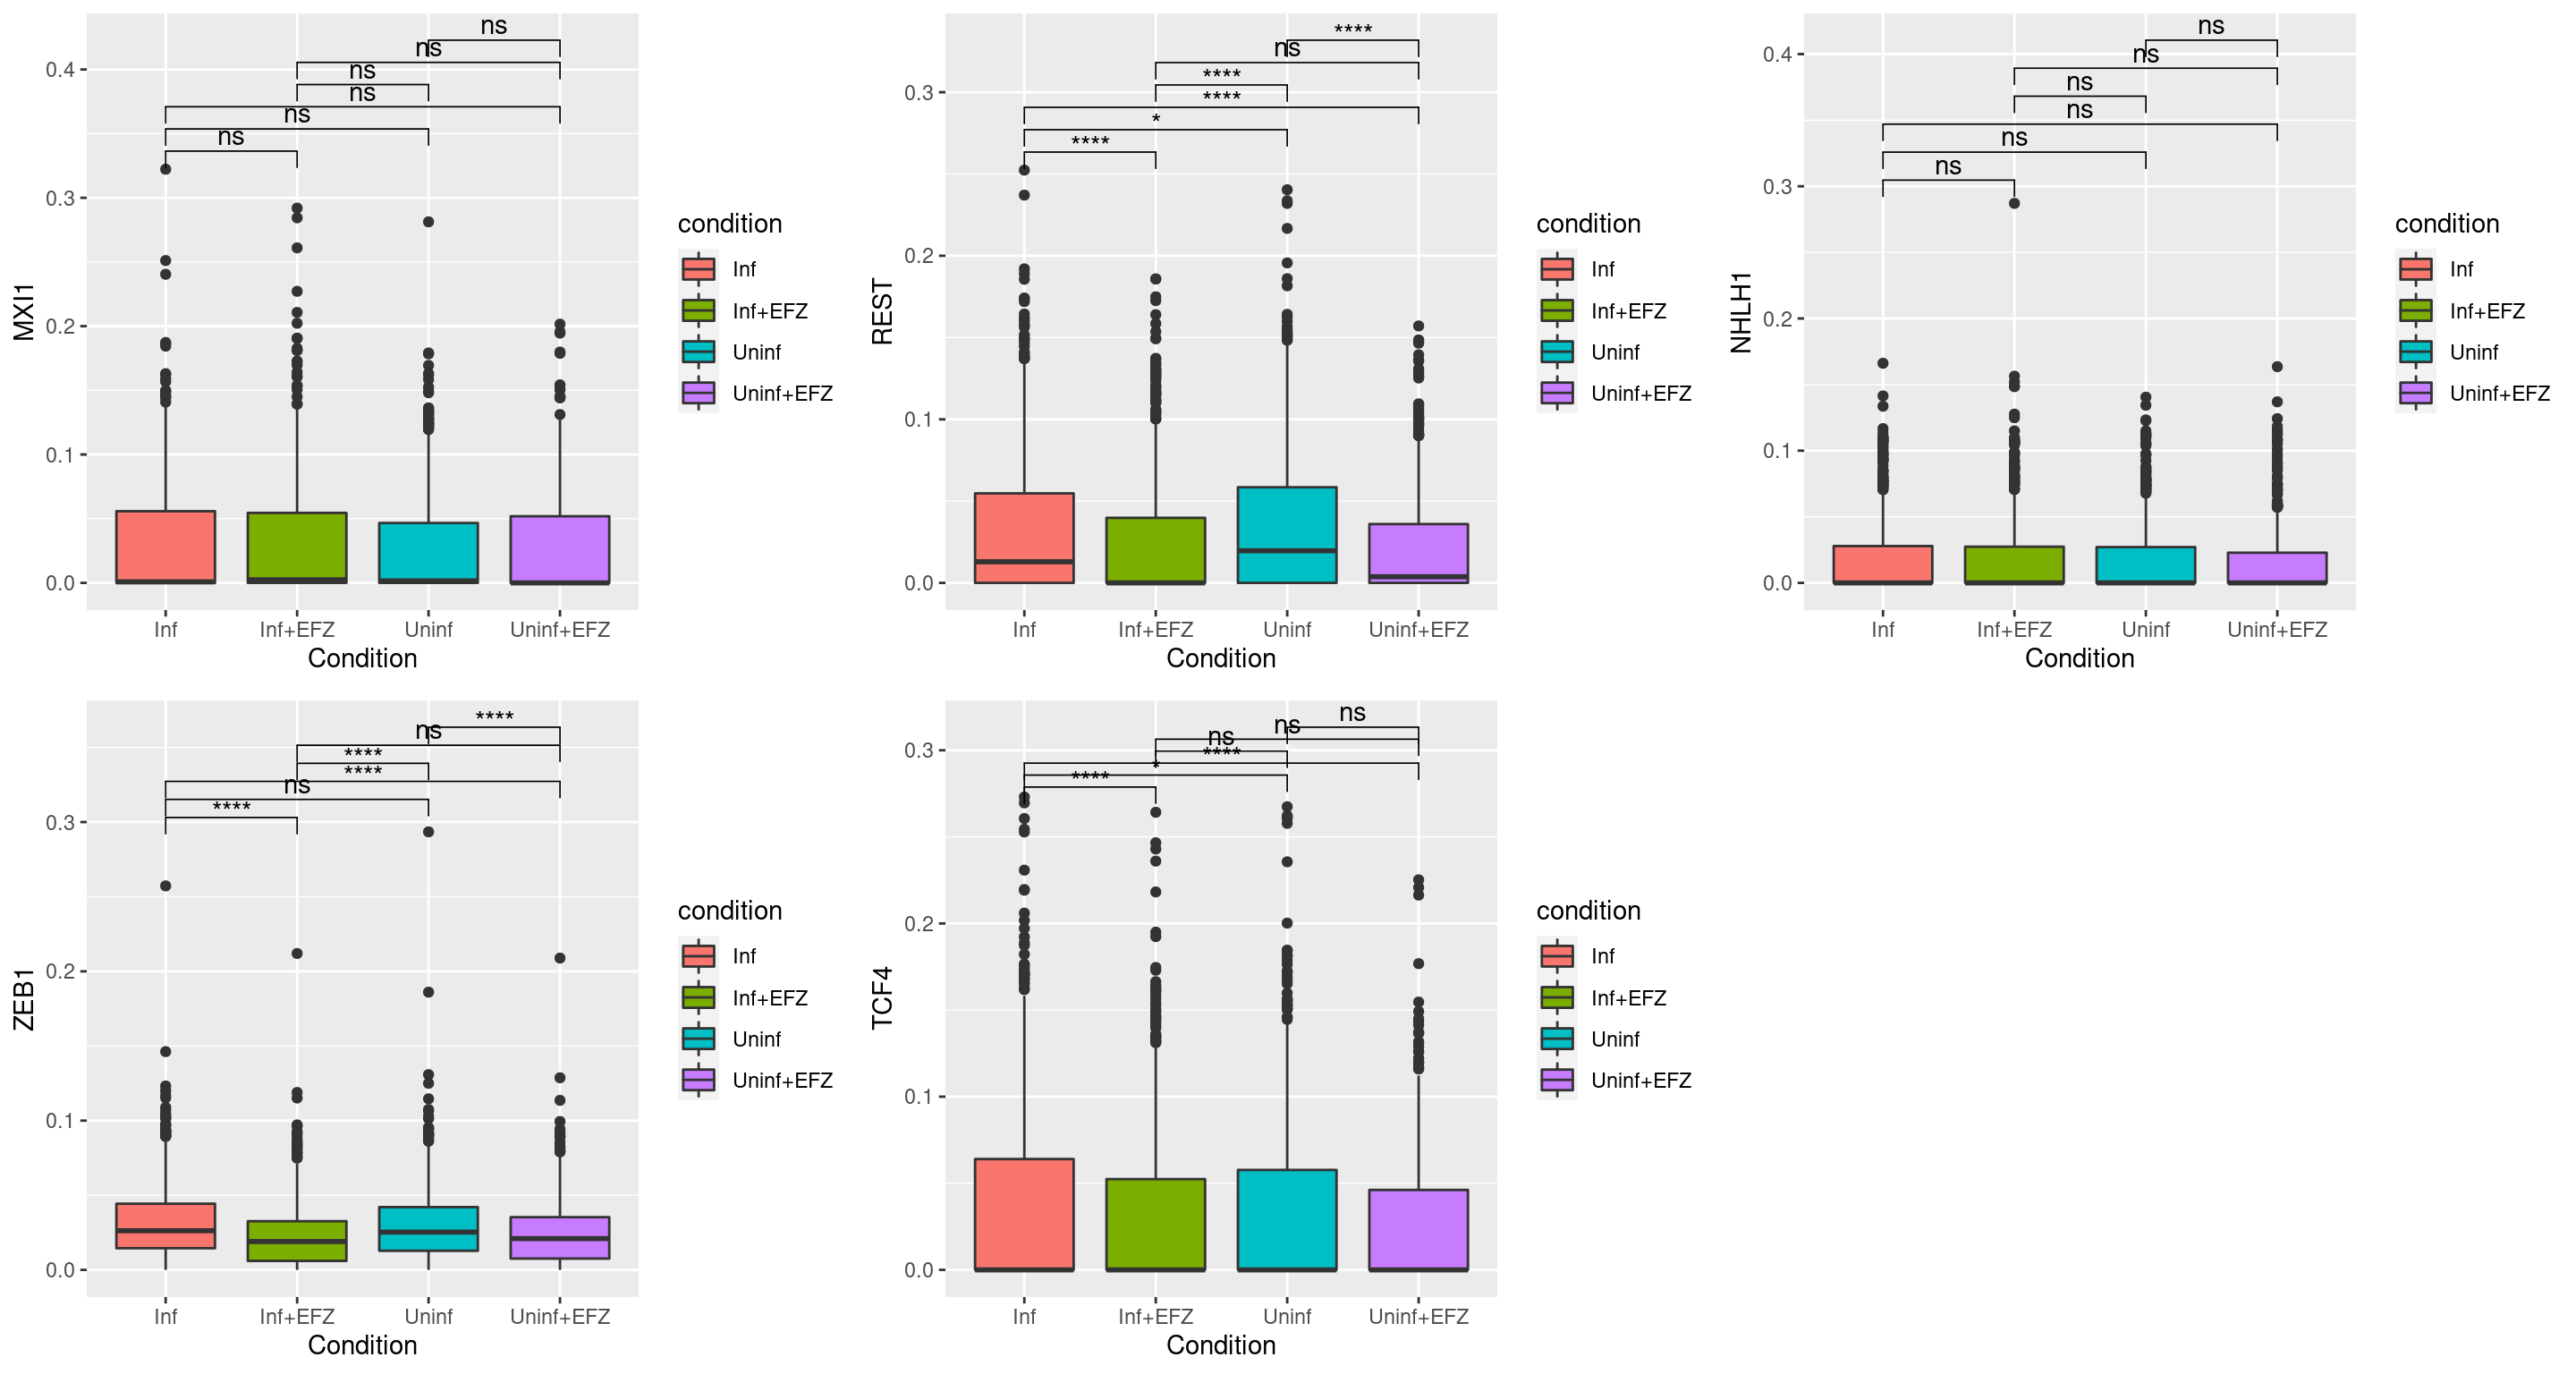 MXI1
0.4
0.3
0.2
0.1
0.0
ns
ns
ns
ns
ns
ns
Inf
Inf+EFZ
Uninf
Uninf+EFZ
Condition
condition
Inf
Inf+EFZ
Uninf
Uninf+EFZ
REST
0.3
0.2
0.1
0.0
****
ns
****
****
*
****
Inf
Inf+EFZ
Uninf
Uninf+EFZ
Condition
condition
Inf
Inf+EFZ
Uninf
Uninf+EFZ
NHLH1
0.4
0.3
0.2
0.1
0.0
ns
ns
ns
ns
ns
ns
Inf
Inf+EFZ
Uninf
Uninf+EFZ
Condition
condition
Inf
Inf+EFZ
Uninf
Uninf+EFZ
ZEB1
0.3
0.2
0.1
0.0
****
ns
****
****
ns
****
Inf
Inf+EFZ
Uninf
Uninf+EFZ
Condition
condition
Inf
Inf+EFZ
Uninf
Uninf+EFZ
TCF4
0.3
0.2
0.1
0.0
ns
ns
ns
****
*
****
Inf
Inf+EFZ
Uninf
Uninf+EFZ
Condition
condition
Inf
Inf+EFZ
Uninf
Uninf+EFZ